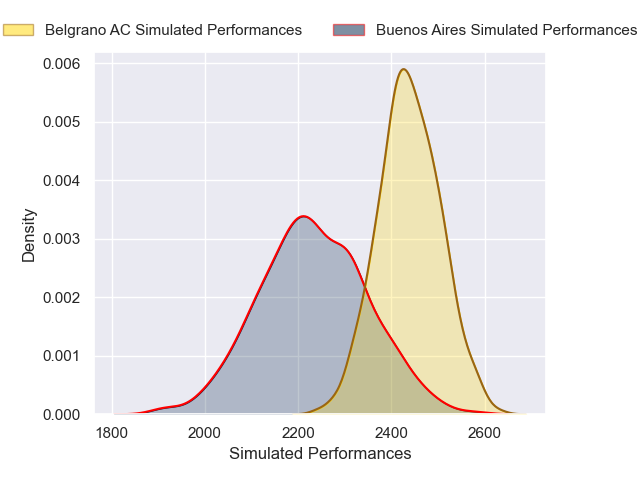 Belgrano AC Simulated Performances Buenos Aires Simulated Performances
0.006
0.005
0.004
0.003
0.002
0.001
0.000
Density
1800 2000 2200 2400 2600
Simulated Performances